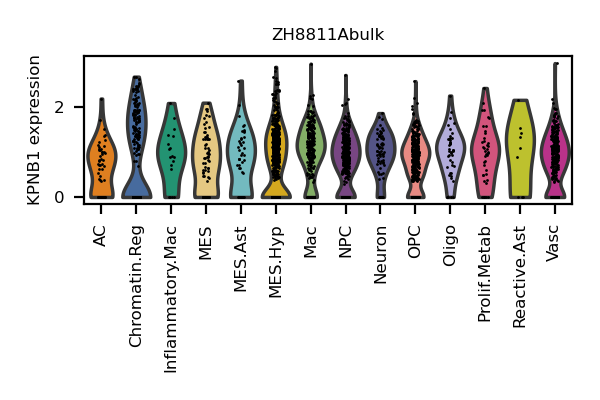 ZH8811Abulk
KPNB1 expression
2
0
AC
Chromatin.Reg
Inflammatory.Mac
MES
MES.Ast
MES.Hyp
Mac
NPC
Neuron
OPC
Oligo
Prolif.Metab
Reactive.Ast
Vasc